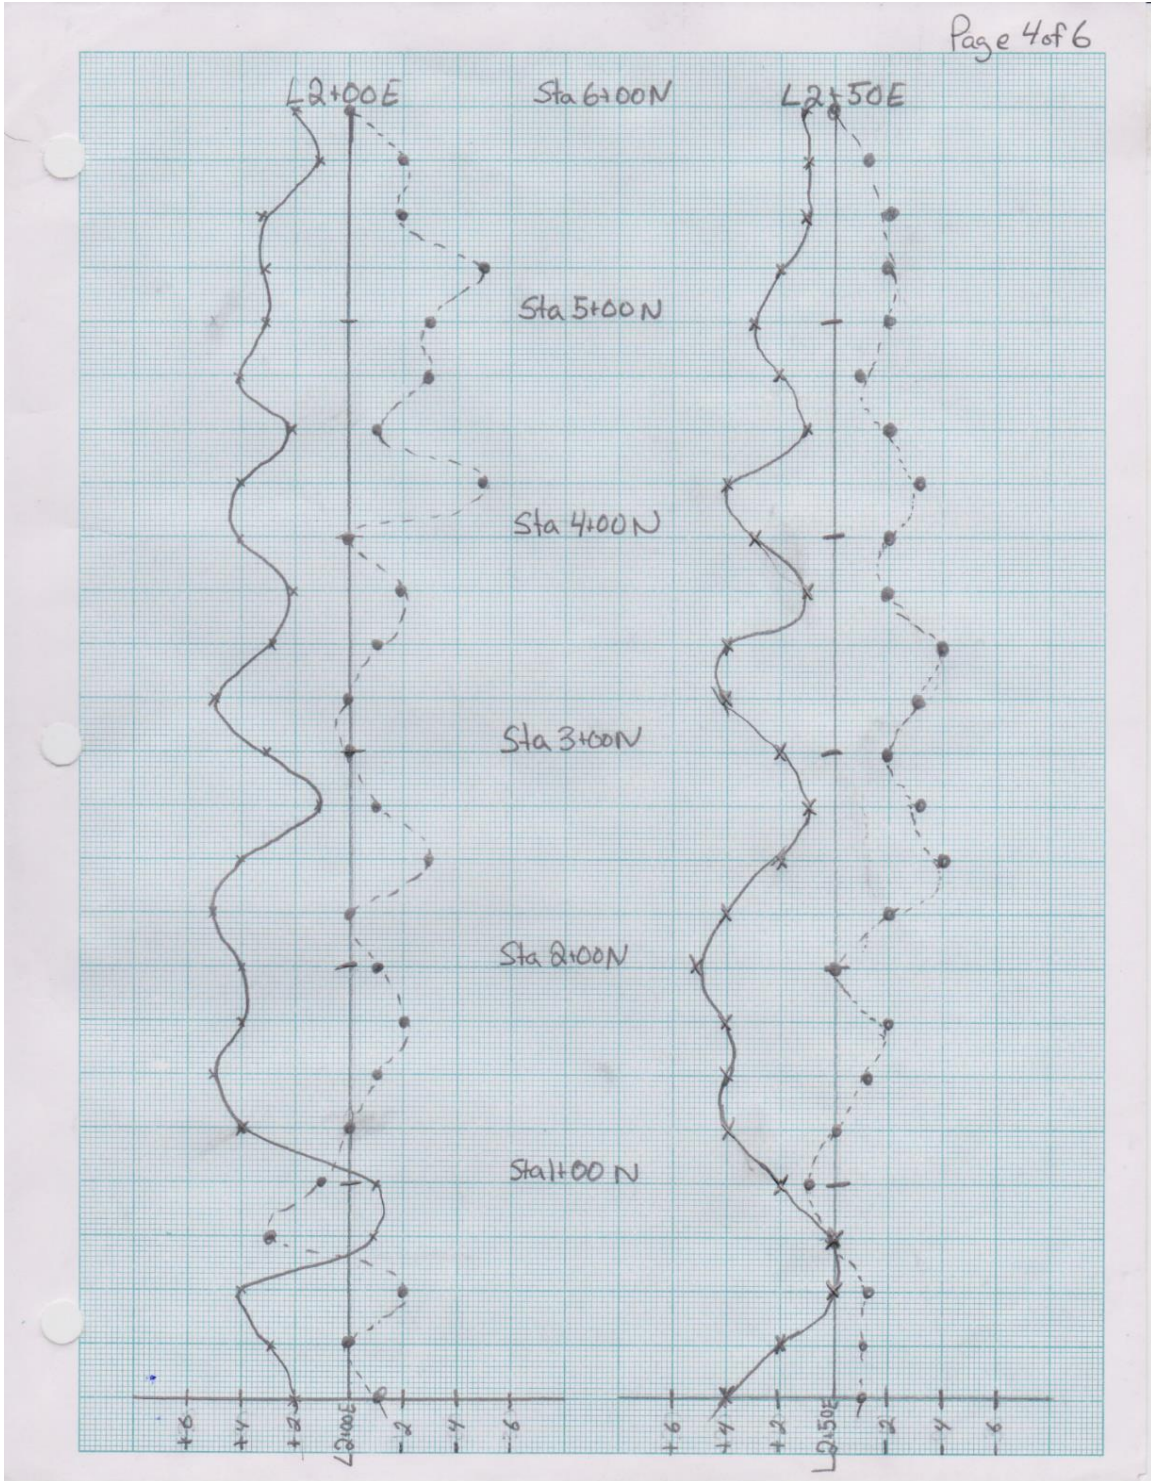 Page 4 of 6
L2+00E Sta 6+00N L2+50E
Sta 5+00N
Sta 4+00N
Sta 3+00N
Sta 2+00N
Sta 1+00N
+6 +4 +2 L2+00E -2 -4 -6 +6 +4 +2 L2+50E -2 -4 -6